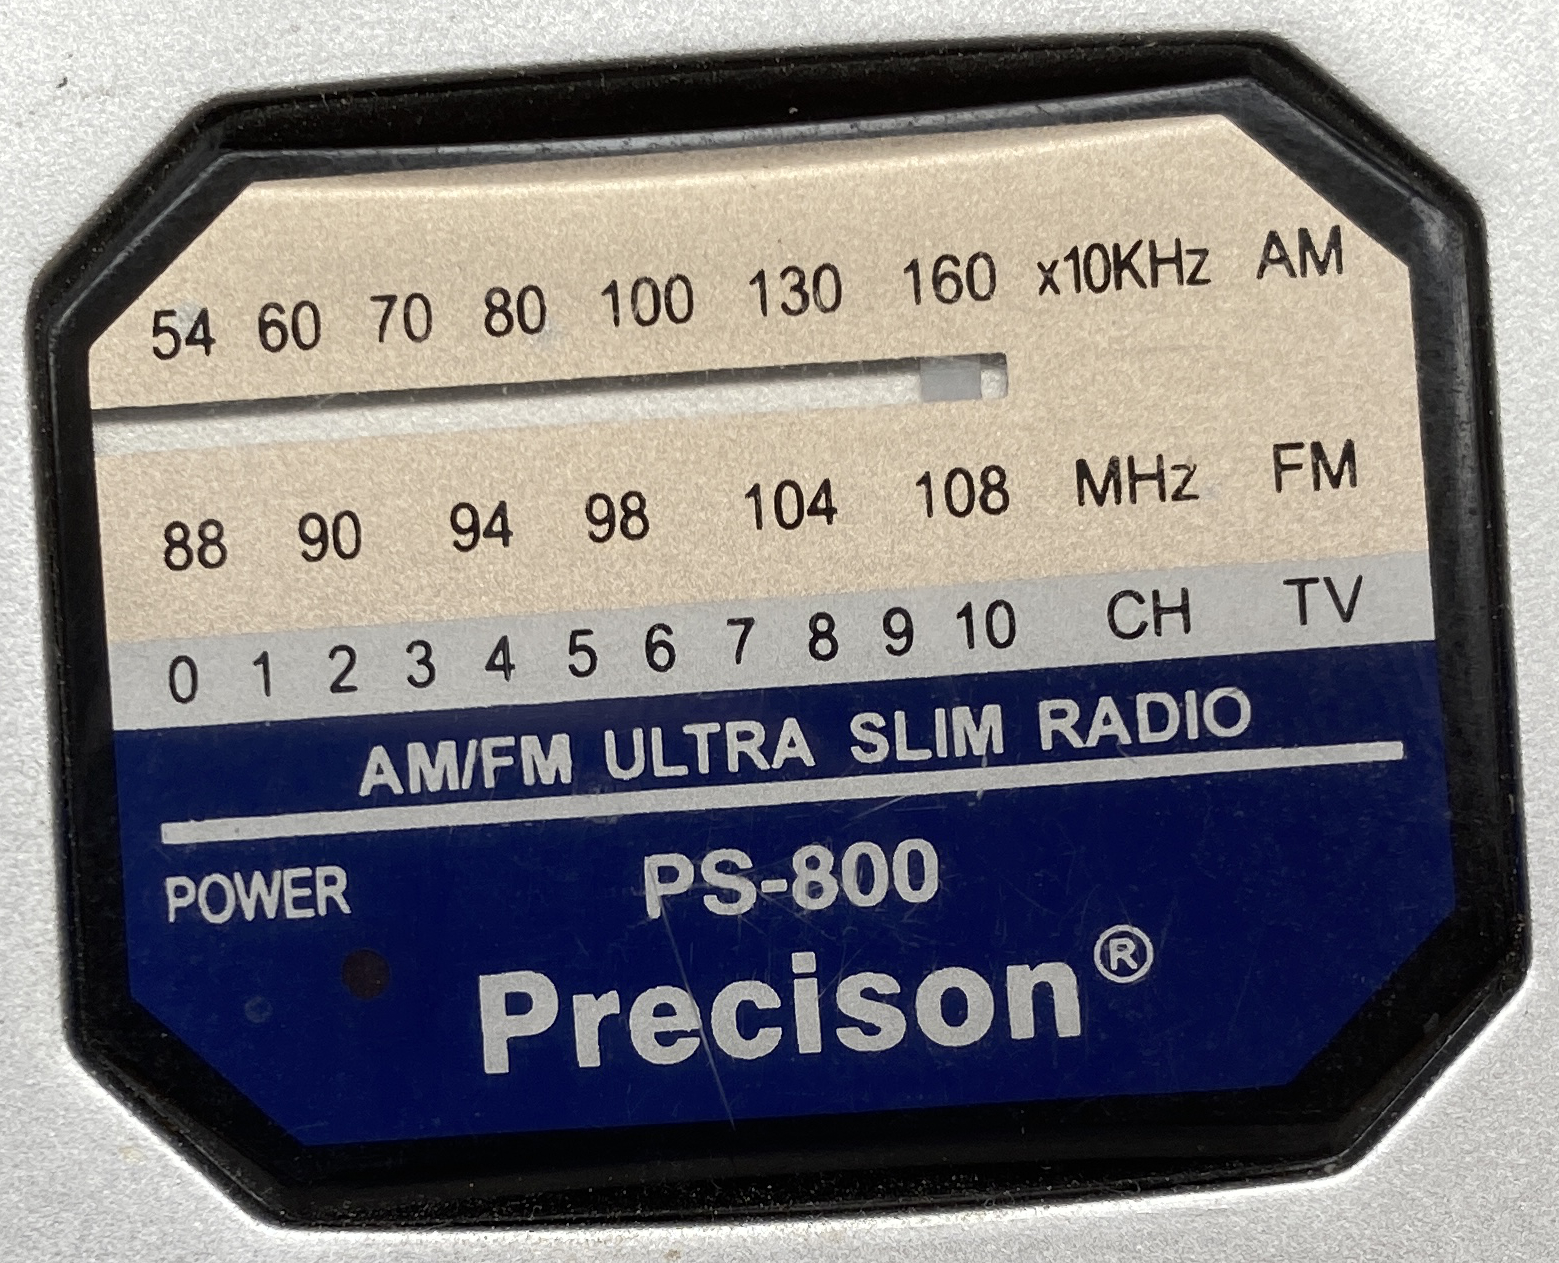 54 60 70 80 100 130 160 x10KHz AM
88 90 94 98 104 108 MHz FM
0 1 2 3 4 5 6 7 8 9 10 CH TV
AM/FM ULTRA SLIM RADIO
POWER PS-800
Precison®